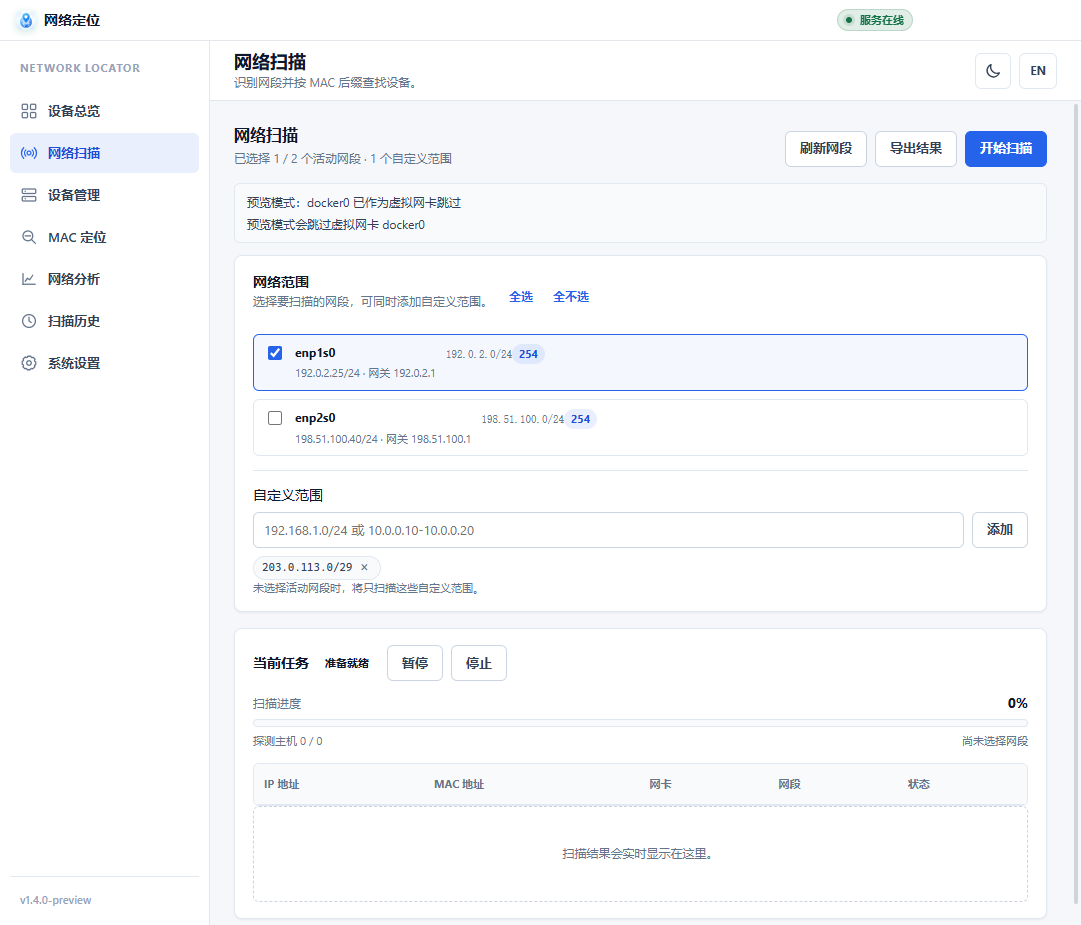 网络定位
服务在线
NETWORK LOCATOR
设备总览
网络扫描
设备管理
MAC 定位
网络分析
扫描历史
系统设置
v1.4.0-preview
网络扫描
识别网段并按 MAC 后缀查找设备。
EN
网络扫描
已选择 1 / 2 个活动网段 · 1 个自定义范围
刷新网段
导出结果
开始扫描
预览模式：docker0 已作为虚拟网卡跳过
预览模式会跳过虚拟网卡 docker0
网络范围
选择要扫描的网段，可同时添加自定义范围。
全选
全不选
enp1s0
192.0.2.0/24
254
192.0.2.25/24 · 网关 192.0.2.1
enp2s0
198.51.100.0/24
254
198.51.100.40/24 · 网关 198.51.100.1
自定义范围
192.168.1.0/24 或 10.0.0.10-10.0.0.20
添加
203.0.113.0/29 ×
未选择活动网段时，将只扫描这些自定义范围。
当前任务
准备就绪
暂停
停止
扫描进度
0%
探测主机 0 / 0
尚未选择网段
IP 地址
MAC 地址
网卡
网段
状态
扫描结果会实时显示在这里。